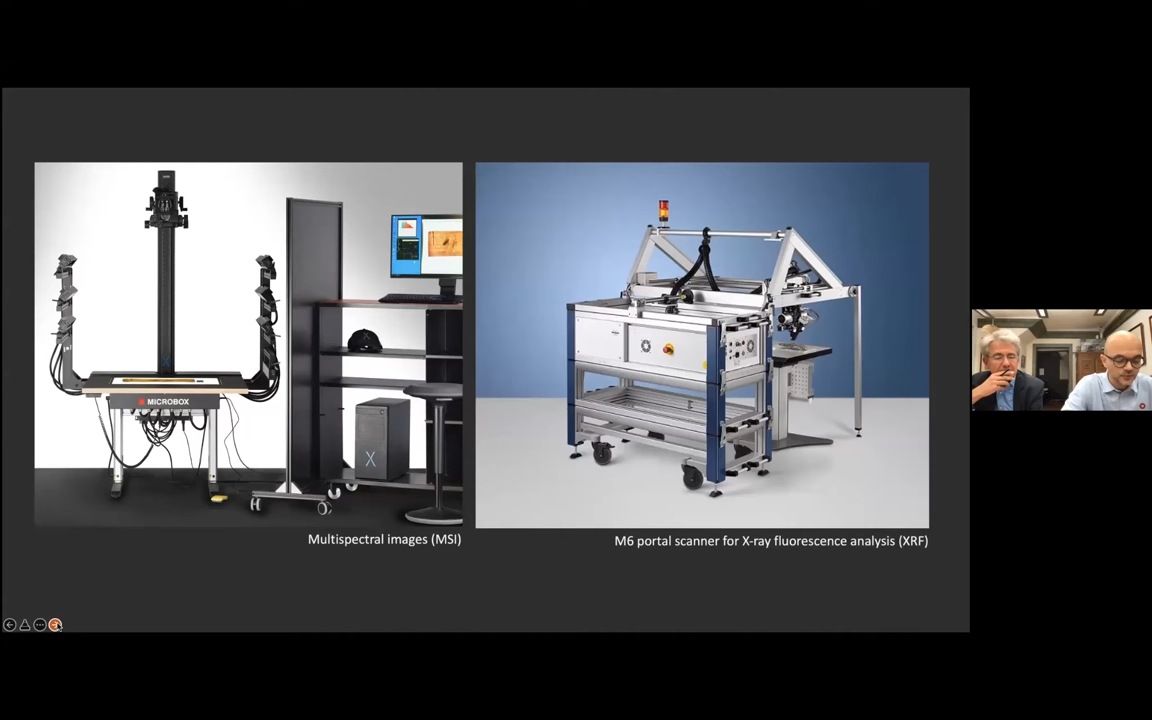 MICROBOX
X
Multispectral images (MSI)
M6 portal scanner for X-ray fluorescence analysis (XRF)